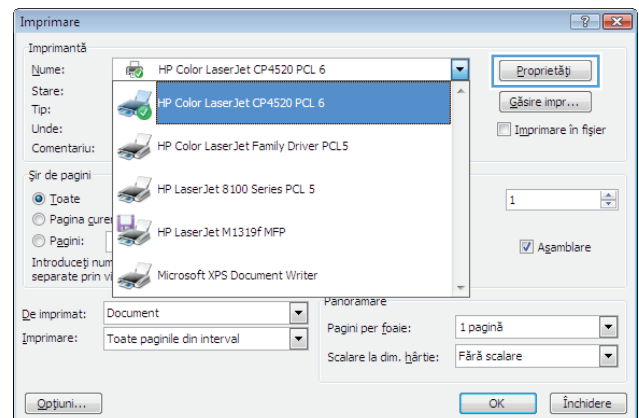 Imprimare
Imprimantă
Nume: HP Color LaserJet CP4520 PCL 6 Proprietăți
Stare: HP Color LaserJet CP4520 PCL 6 Găsire impr...
Tip:
Unde: Imprimare în fișier
Comentariu: HP Color LaserJet Family Driver PCL5
Șir de pagini
HP LaserJet 8100 Series PCL 5
Toate 1
Pagina
Pagini: HP LaserJet M1319f MFP Asamblare
Introduceți
separate prin Microsoft XPS Document Writer
Panoramare
De imprimat: Document
Pagini per foaie: 1 pagină
Imprimare: Toate paginile din interval
Scalare la dim. hârtie: Fără scalare
Opțiuni... OK Închidere